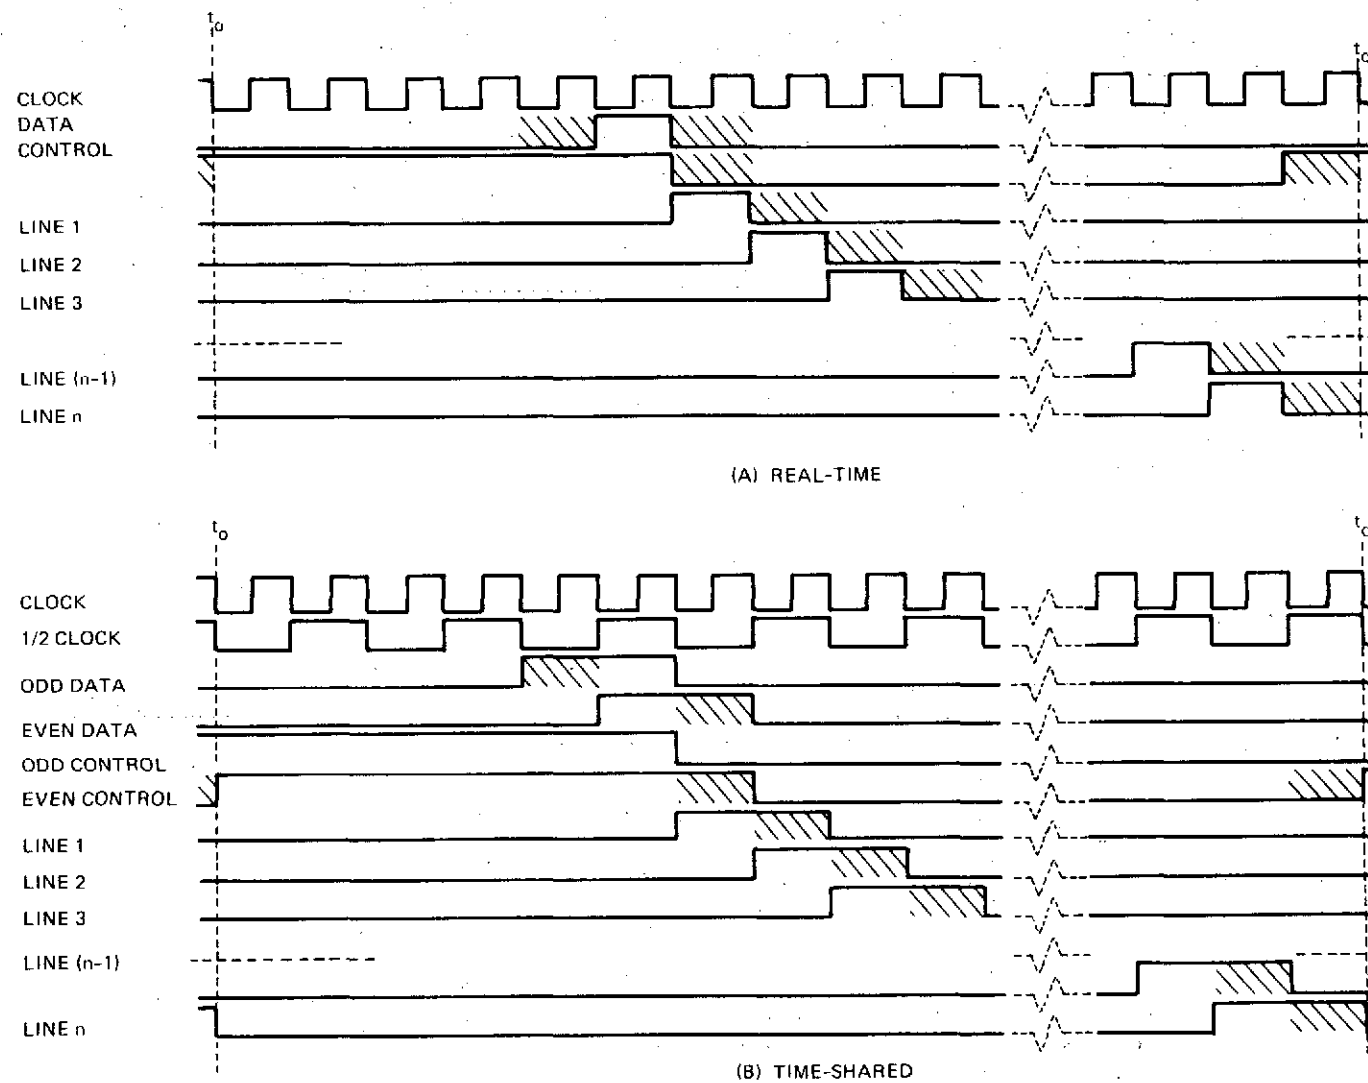 t₀
t₀
CLOCK
DATA
CONTROL
LINE 1
LINE 2
LINE 3
LINE (n-1)
LINE n
(A) REAL-TIME
t₀
t₀
CLOCK
1/2 CLOCK
ODD DATA
EVEN DATA
ODD CONTROL
EVEN CONTROL
LINE 1
LINE 2
LINE 3
LINE (n-1)
LINE n
(B) TIME-SHARED